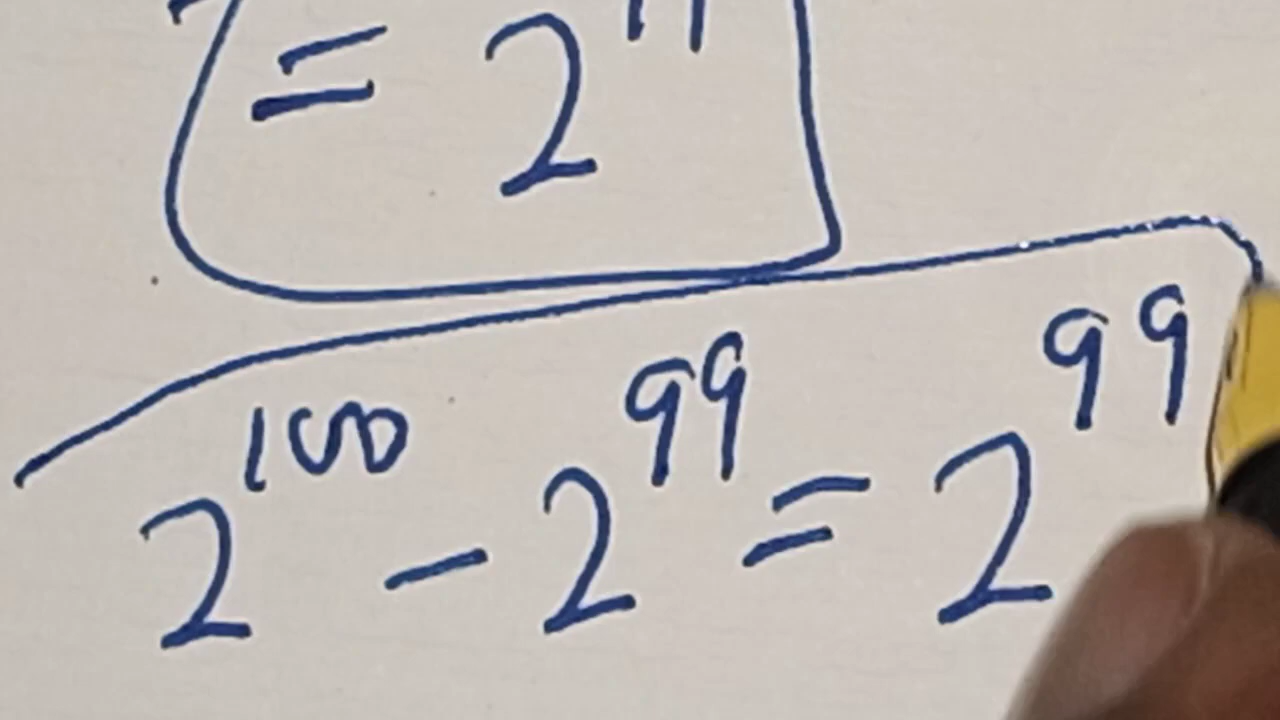 = 2
2^100 - 2^99 = 2^99